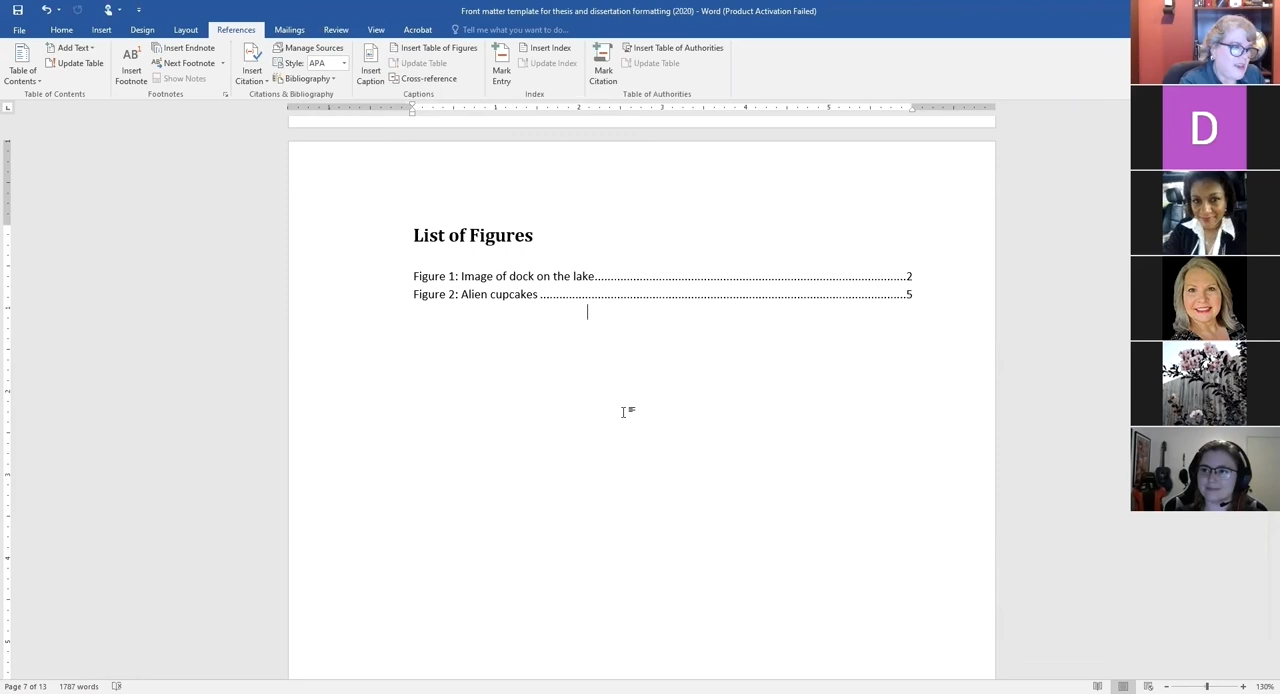 Front matter template for thesis and dissertation formatting (2020) - Word (Product Activation Failed)
File Home Insert Design Layout References Mailings Review View Acrobat Tell me what you want to do...
Table of Contents
Add Text
Update Table
Table of Contents
AB1
Insert Footnote
Insert Endnote
Next Footnote
Show Notes
Footnotes
Insert Citation
Manage Sources
Style: APA
Bibliography
Citations & Bibliography
Insert Caption
Insert Table of Figures
Update Table
Cross-reference
Captions
Mark Entry
Insert Index
Update Index
Index
Mark Citation
Insert Table of Authorities
Update Table
Table of Authorities
D
List of Figures
Figure 1: Image of dock on the lake..................................................................................................2
Figure 2: Alien cupcakes ...................................................................................................................5
Page 7 of 13 1787 words
130%